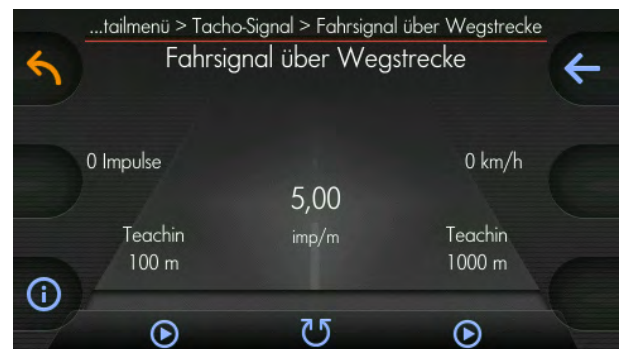 ...tailmenü > Tacho-Signal > Fahrsignal über Wegstrecke
Fahrsignal über Wegstrecke
0 Impulse
0 km/h
5,00
imp/m
Teachin
100 m
Teachin
1000 m